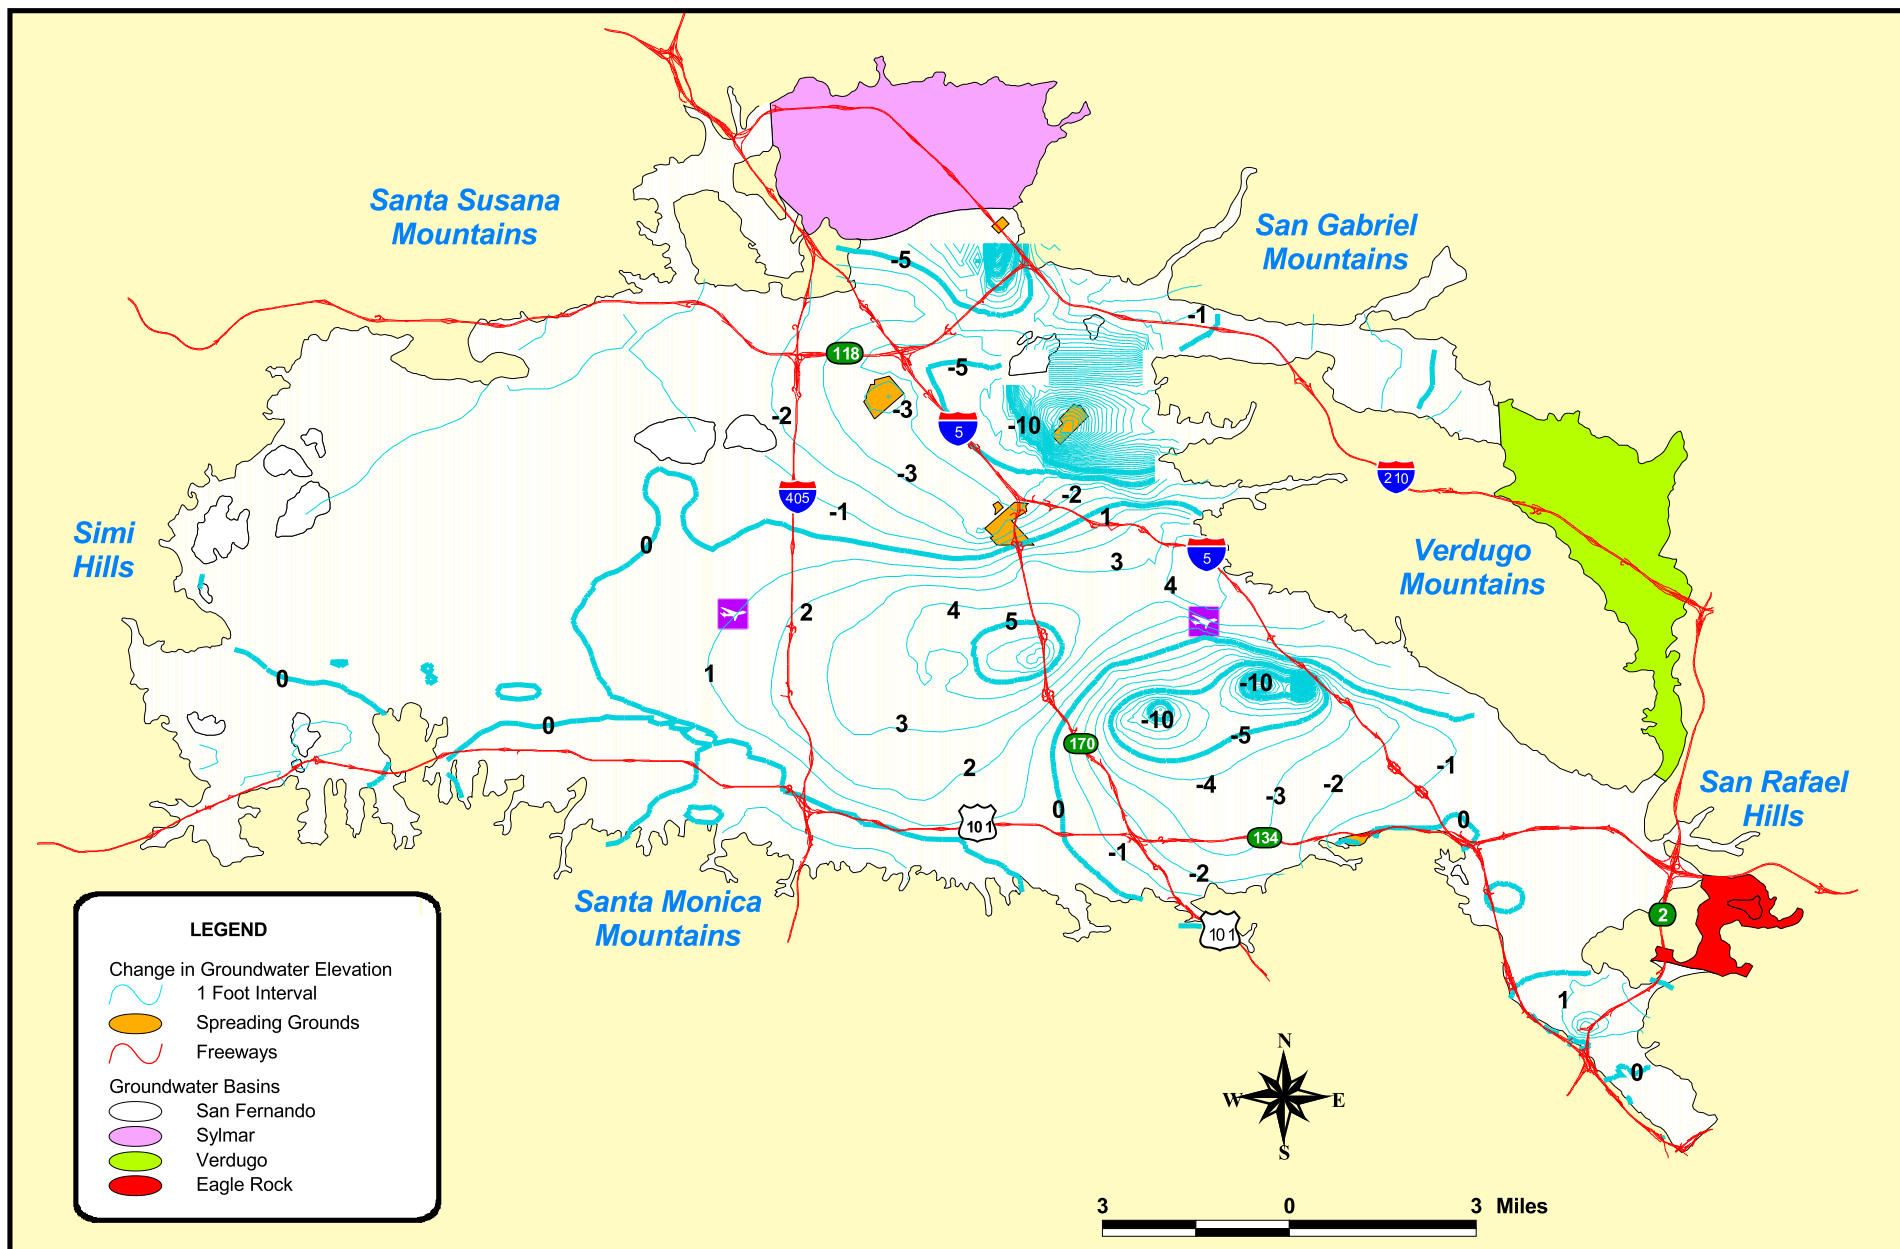 Santa Susana
Mountains
San Gabriel
Mountains
-5
-1
118
-5
-2
-3
-10
5
-3
210
405
-2
-1
1
Simi
Hills
0
5
3
Verdugo
Mountains
4
2
4
5
0
1
-10
0
3
-10
-5
170
2
-1
-4
-3
-2
San Rafael
Hills
0
101
0
134
-1
-2
Santa Monica
Mountains
101
2
LEGEND
Change in Groundwater Elevation
1 Foot Interval
Spreading Grounds
Freeways
Groundwater Basins
San Fernando
Sylmar
Verdugo
Eagle Rock
1
0
N
W E
S
3 0 3 Miles